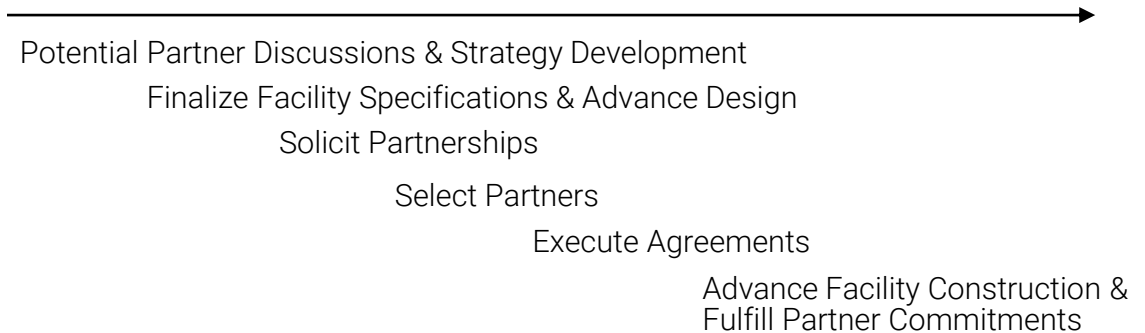 Potential Partner Discussions & Strategy Development
Finalize Facility Specifications & Advance Design
Solicit Partnerships
Select Partners
Execute Agreements
Advance Facility Construction &
Fulfill Partner Commitments